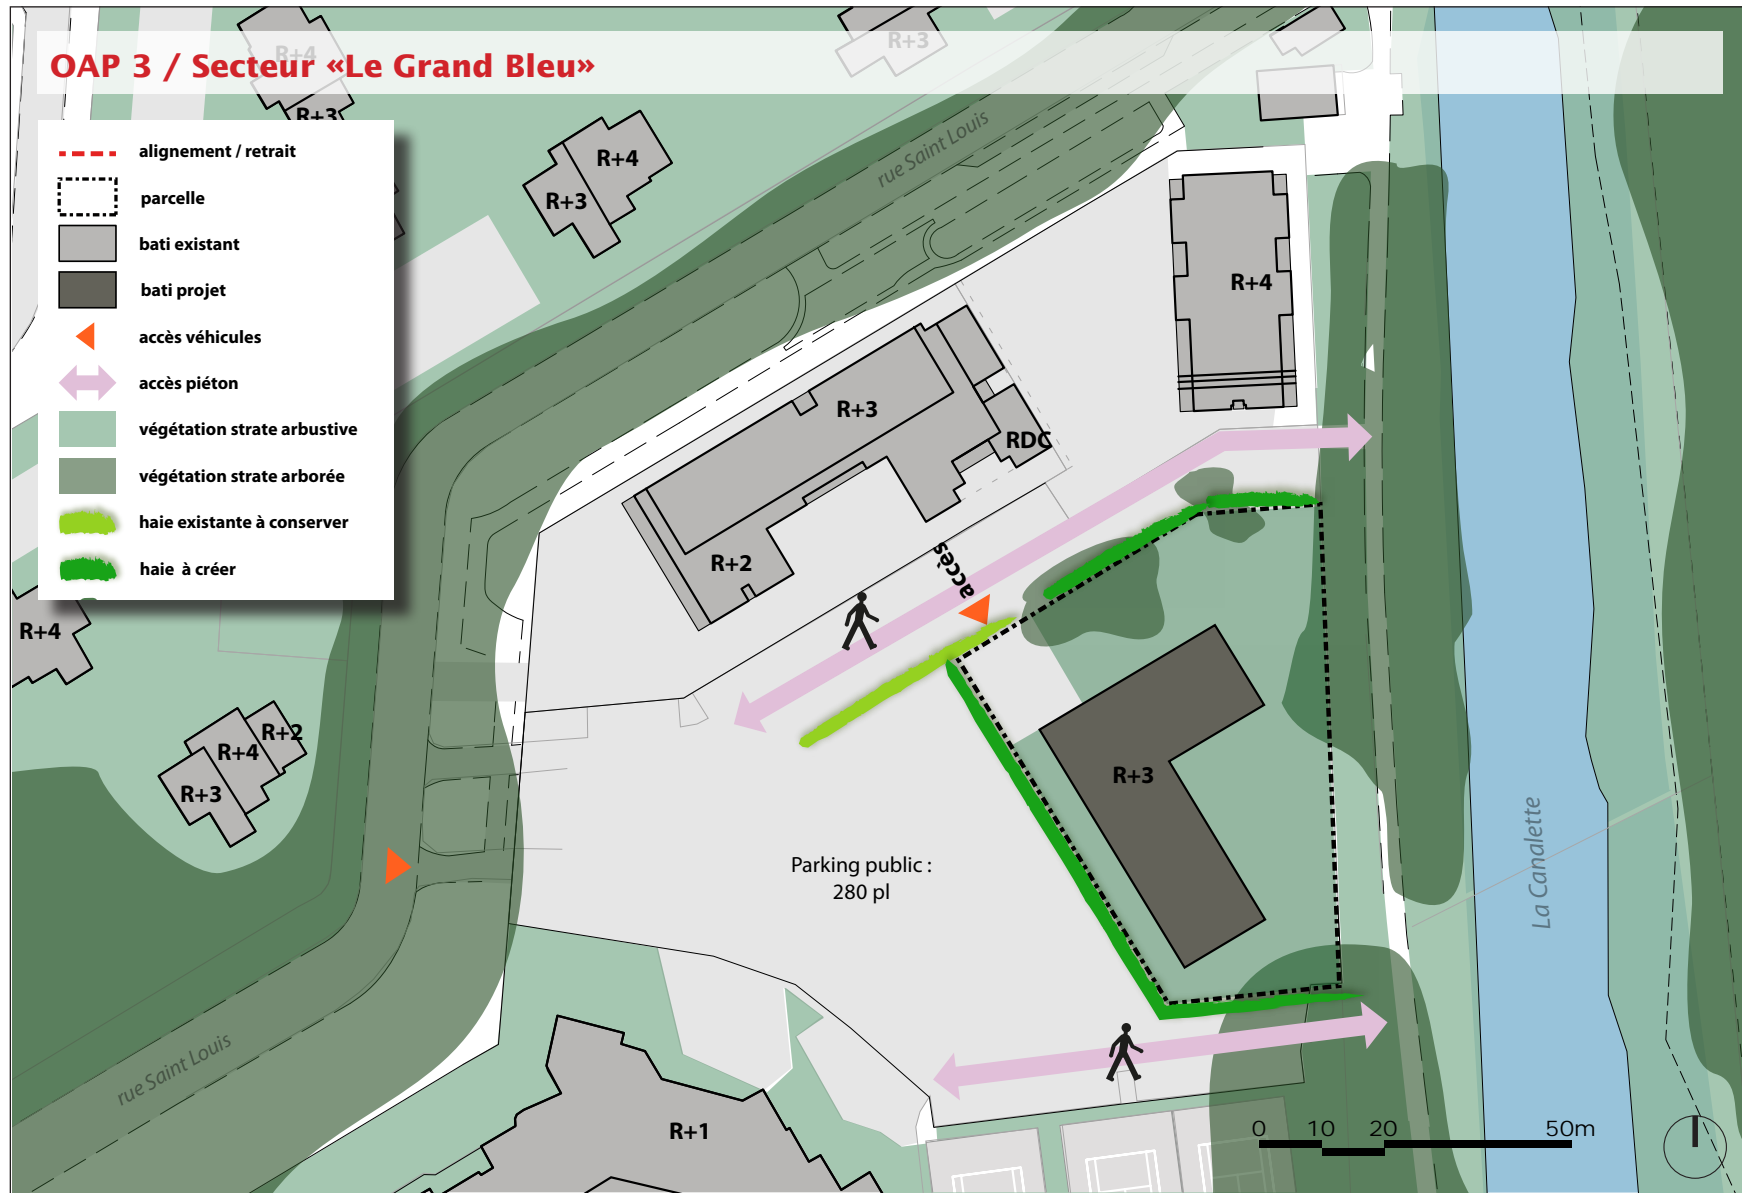 OAP 3 / Secteur «Le Grand Bleu»
R+4
R+3
R+3
alignement / retrait
parcelle
bati existant
bati projet
accès véhicules
accès piéton
végétation strate arbustive
végétation strate arborée
haie existante à conserver
haie à créer
R+4
R+3
rue Saint Louis
R+4
R+3
RDC
R+2
accès
R+4
R+2
R+4
R+3
R+3
Parking public :
280 pl
La Canalette
rue Saint Louis
R+1
0 10 20 50m